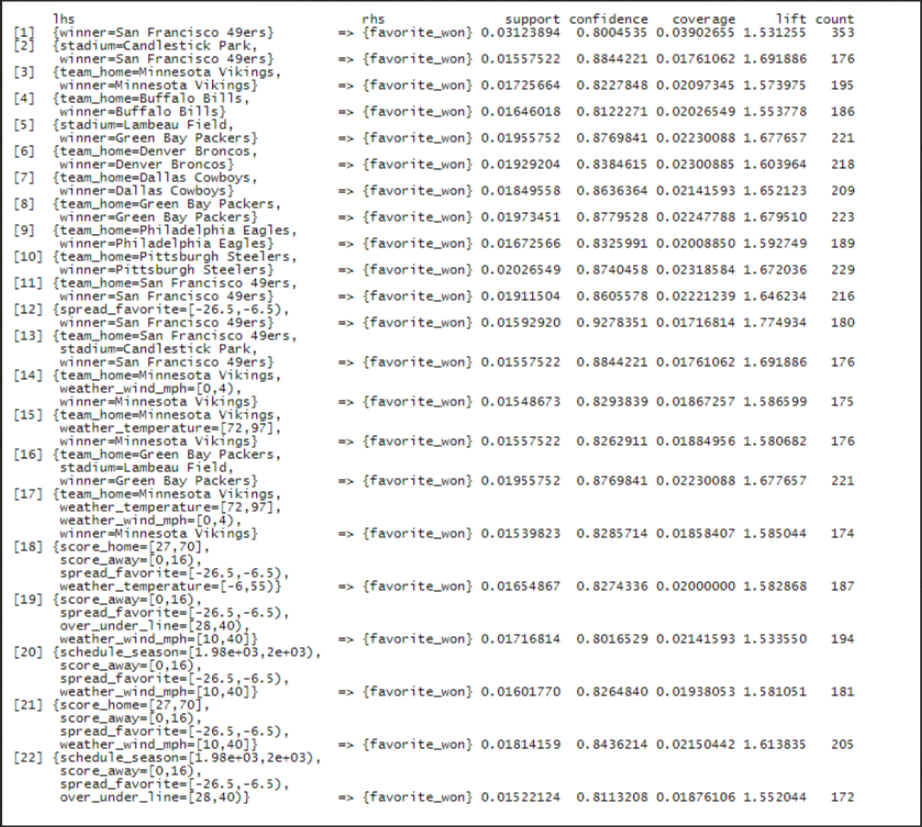 lhs rhs support confidence coverage lift count
[1] {winner=San Francisco 49ers} => {favorite_won} 0.03123894 0.8004535 0.03902655 1.531255 353
[2] {stadium=Candlestick Park,
winner=San Francisco 49ers} => {favorite_won} 0.01557522 0.8844221 0.01761062 1.691886 176
[3] {team_home=Minnesota Vikings,
winner=Minnesota Vikings} => {favorite_won} 0.01725664 0.8227848 0.02097345 1.573975 195
[4] {team_home=Buffalo Bills,
winner=Buffalo Bills} => {favorite_won} 0.01646018 0.8122271 0.02026549 1.553778 186
[5] {stadium=Lambeau Field,
winner=Green Bay Packers} => {favorite_won} 0.01955752 0.8769841 0.02230088 1.677657 221
[6] {team_home=Denver Broncos,
winner=Denver Broncos} => {favorite_won} 0.01929204 0.8384615 0.02300885 1.603964 218
[7] {team_home=Dallas Cowboys,
winner=Dallas Cowboys} => {favorite_won} 0.01849558 0.8636364 0.02141593 1.652123 209
[8] {team_home=Green Bay Packers,
winner=Green Bay Packers} => {favorite_won} 0.01973451 0.8779528 0.02247788 1.679510 223
[9] {team_home=Philadelphia Eagles,
winner=Philadelphia Eagles} => {favorite_won} 0.01672566 0.8325991 0.02008850 1.592749 189
[10] {team_home=Pittsburgh Steelers,
winner=Pittsburgh Steelers} => {favorite_won} 0.02026549 0.8740458 0.02318584 1.672036 229
[11] {team_home=San Francisco 49ers,
winner=San Francisco 49ers} => {favorite_won} 0.01911504 0.8605578 0.02221239 1.646234 216
[12] {spread_favorite=[-26.5,-6.5),
winner=San Francisco 49ers} => {favorite_won} 0.01592920 0.9278351 0.01716814 1.774934 180
[13] {team_home=San Francisco 49ers,
stadium=Candlestick Park,
winner=San Francisco 49ers} => {favorite_won} 0.01557522 0.8844221 0.01761062 1.691886 176
[14] {team_home=Minnesota Vikings,
weather_wind_mph=[0,4),
winner=Minnesota Vikings} => {favorite_won} 0.01548673 0.8293839 0.01867257 1.586599 175
[15] {team_home=Minnesota Vikings,
weather_temperature=[72,97],
winner=Minnesota Vikings} => {favorite_won} 0.01557522 0.8262911 0.01884956 1.580682 176
[16] {team_home=Green Bay Packers,
stadium=Lambeau Field,
winner=Green Bay Packers} => {favorite_won} 0.01955752 0.8769841 0.02230088 1.677657 221
[17] {team_home=Minnesota Vikings,
weather_temperature=[72,97],
weather_wind_mph=[0,4),
winner=Minnesota Vikings} => {favorite_won} 0.01539823 0.8285714 0.01858407 1.585044 174
[18] {score_home=[27,70],
score_away=[0,16),
spread_favorite=[-26.5,-6.5),
weather_temperature=[-6,55)} => {favorite_won} 0.01654867 0.8274336 0.02000000 1.582868 187
[19] {score_away=[0,16),
spread_favorite=[-26.5,-6.5),
over_under_line=[28,40),
weather_wind_mph=[10,40]} => {favorite_won} 0.01716814 0.8016529 0.02141593 1.533550 194
[20] {schedule_season=[1.98e+03,2e+03),
score_away=[0,16),
spread_favorite=[-26.5,-6.5),
weather_wind_mph=[10,40]} => {favorite_won} 0.01601770 0.8264840 0.01938053 1.581051 181
[21] {score_home=[27,70],
score_away=[0,16),
spread_favorite=[-26.5,-6.5),
weather_wind_mph=[10,40]} => {favorite_won} 0.01814159 0.8436214 0.02150442 1.613835 205
[22] {schedule_season=[1.98e+03,2e+03),
score_away=[0,16),
spread_favorite=[-26.5,-6.5),
over_under_line=[28,40)} => {favorite_won} 0.01522124 0.8113208 0.01876106 1.552044 172